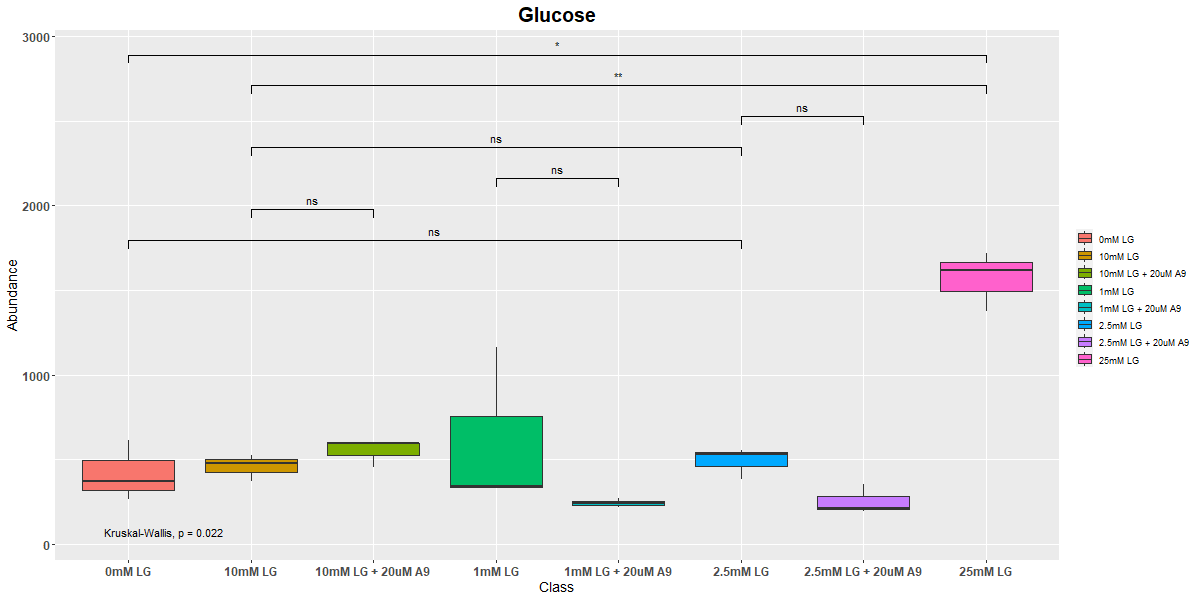 Glucose
3000
2000
1000
0
Abundance
*
**
ns
ns
ns
ns
ns
Kruskal-Wallis, p = 0.022
0mM LG
10mM LG
10mM LG + 20uM A9
1mM LG
1mM LG + 20uM A9
2.5mM LG
2.5mM LG + 20uM A9
25mM LG
Class
0mM LG
10mM LG
10mM LG + 20uM A9
1mM LG
1mM LG + 20uM A9
2.5mM LG
2.5mM LG + 20uM A9
25mM LG